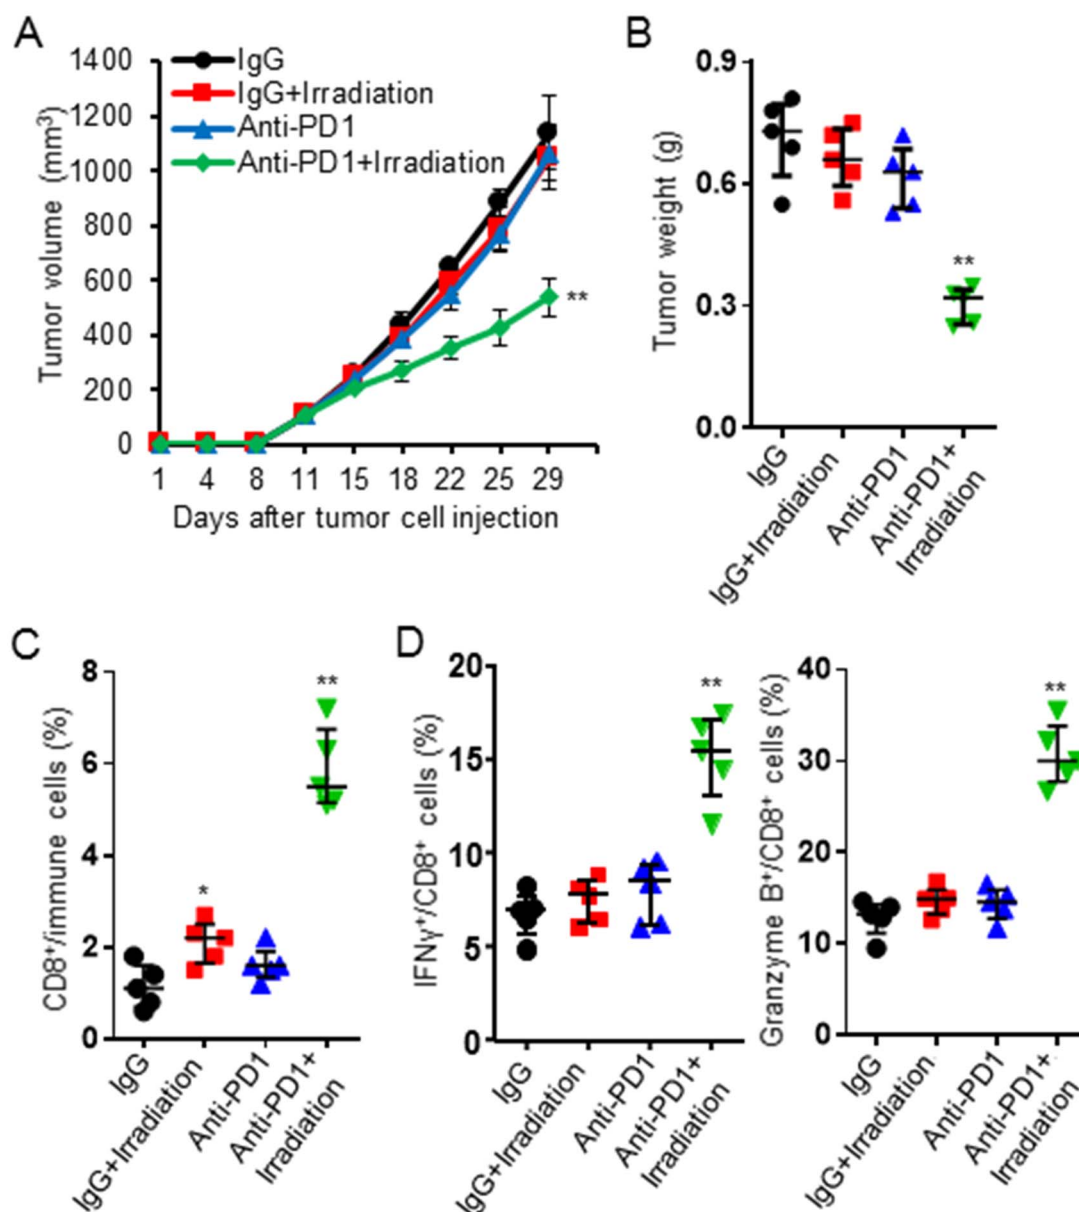 A
1400
1200
1000
800
600
400
200
0
Tumor volume (mm³)
IgG
IgG+Irradiation
Anti-PD1
Anti-PD1+Irradiation
**
1 4 8 11 15 18 22 25 29
Days after tumor cell injection
B
0.9
0.6
0.3
0.0
Tumor weight (g)
**
IgG
IgG+Irradiation
Anti-PD1
Anti-PD1+
Irradiation
C
8
6
4
2
0
CD8⁺/immune cells (%)
*
**
IgG
IgG+Irradiation
Anti-PD1
Anti-PD1+
Irradiation
D
20
15
10
5
0
IFNγ⁺/CD8⁺ cells (%)
**
IgG
IgG+Irradiation
Anti-PD1
Anti-PD1+
Irradiation
40
30
20
10
0
Granzyme B⁺/CD8⁺ cells (%)
**
IgG
IgG+Irradiation
Anti-PD1
Anti-PD1+
Irradiation